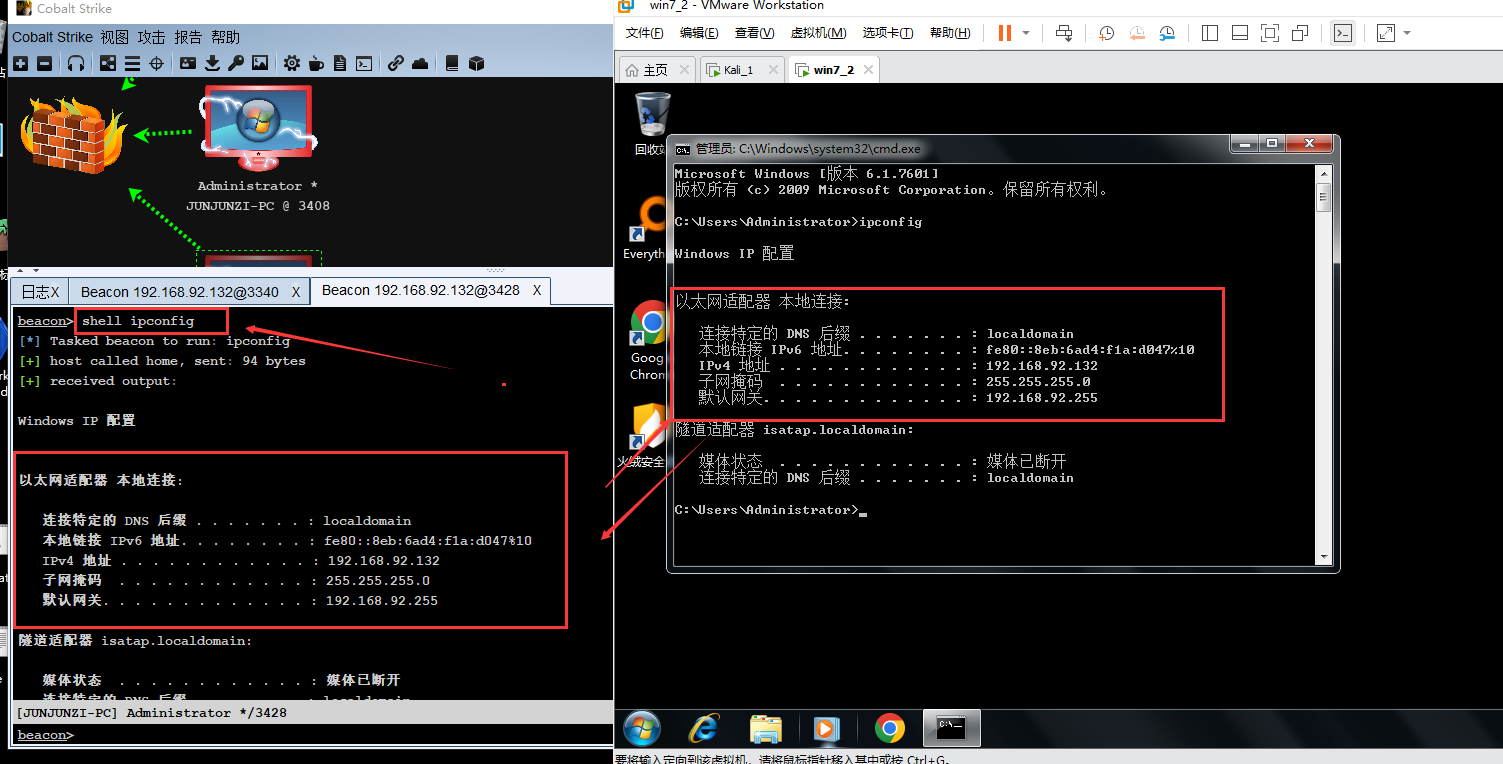 Cobalt Strike
Cobalt Strike 视图 攻击 报告 帮助
Administrator *
JUNJUNZI-PC @ 3408
日志X
Beacon 192.168.92.132@3340 X
Beacon 192.168.92.132@3428 X
beacon> shell ipconfig
[*] Tasked beacon to run: ipconfig
[+] host called home, sent: 94 bytes
[+] received output:
Windows IP 配置
以太网适配器 本地连接:
连接特定的 DNS 后缀 . . . . . . . : localdomain
本地链接 IPv6 地址. . . . . . . . : fe80::8eb:6ad4:f1a:d047%10
IPv4 地址 . . . . . . . . . . . . : 192.168.92.132
子网掩码 . . . . . . . . . . . . : 255.255.255.0
默认网关. . . . . . . . . . . . . : 192.168.92.255
隧道适配器 isatap.localdomain:
媒体状态 . . . . . . . . . . . . : 媒体已断开
连接特定的 DNS 后缀 . . . . . . . : localdomain
[JUNJUNZI-PC] Administrator */3428
beacon>
win7_2 - VMware Workstation
文件(F) 编辑(E) 查看(V) 虚拟机(M) 选项卡(T) 帮助(H)
主页
Kali_1
win7_2
回收站
Everyth
Goog
Chrom
火绒安全
管理员: C:\Windows\system32\cmd.exe
Microsoft Windows [版本 6.1.7601]
版权所有 (c) 2009 Microsoft Corporation。保留所有权利。
C:\Users\Administrator>ipconfig
Windows IP 配置
以太网适配器 本地连接:
连接特定的 DNS 后缀 . . . . . . . : localdomain
本地链接 IPv6 地址. . . . . . . . : fe80::8eb:6ad4:f1a:d047%10
IPv4 地址 . . . . . . . . . . . . : 192.168.92.132
子网掩码 . . . . . . . . . . . . : 255.255.255.0
默认网关. . . . . . . . . . . . . : 192.168.92.255
隧道适配器 isatap.localdomain:
媒体状态 . . . . . . . . . . . . : 媒体已断开
连接特定的 DNS 后缀 . . . . . . . : localdomain
C:\Users\Administrator>
要将输入定向到该虚拟机，请将鼠标指针移入其中或按 Ctrl+G。